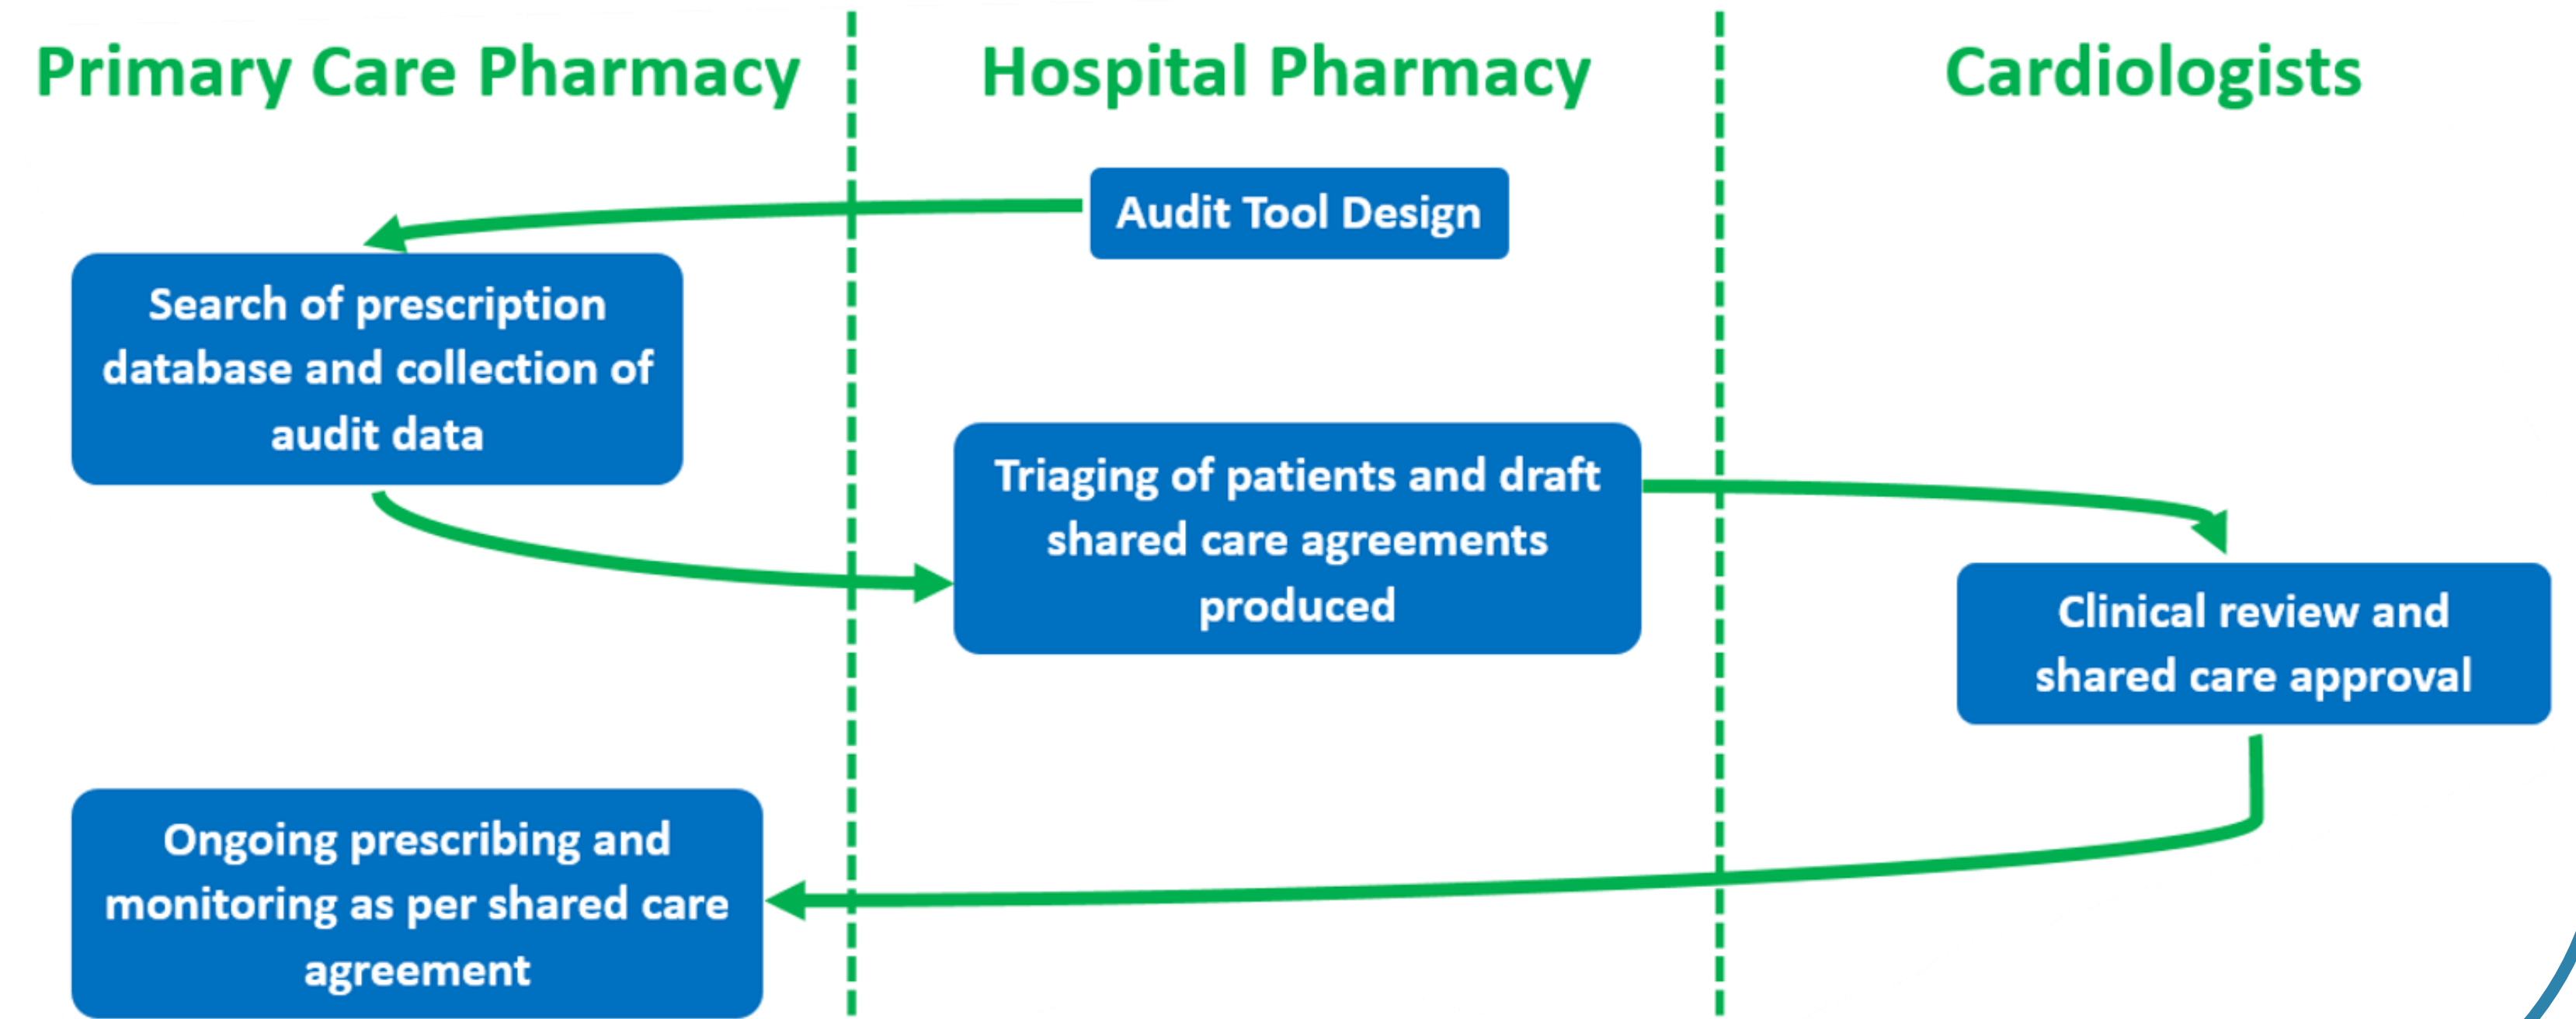 Primary Care Pharmacy
Hospital Pharmacy
Cardiologists
Audit Tool Design
Search of prescription
database and collection of
audit data
Triaging of patients and draft
shared care agreements
produced
Clinical review and
shared care approval
Ongoing prescribing and
monitoring as per shared care
agreement